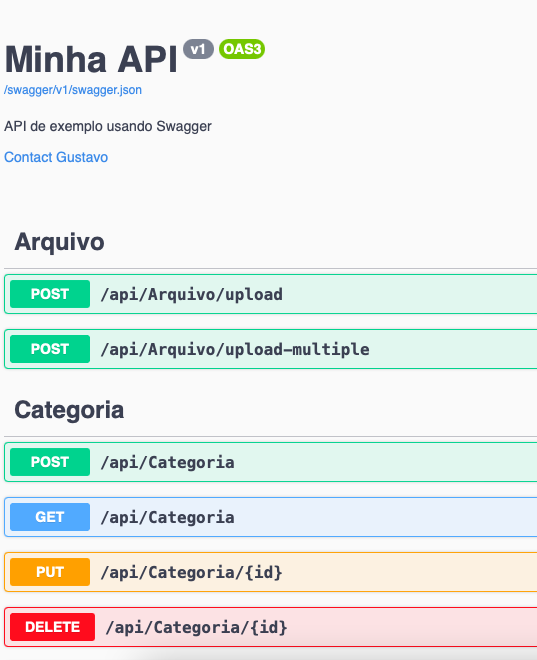 Minha API v1 OAS3
/swagger/v1/swagger.json
API de exemplo usando Swagger
Contact Gustavo
Arquivo
POST /api/Arquivo/upload
POST /api/Arquivo/upload-multiple
Categoria
POST /api/Categoria
GET /api/Categoria
PUT /api/Categoria/{id}
DELETE /api/Categoria/{id}